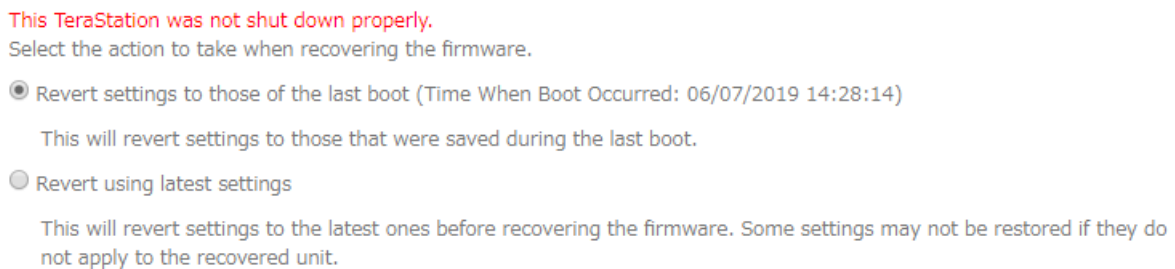 This TeraStation was not shut down properly.
Select the action to take when recovering the firmware.
Revert settings to those of the last boot (Time When Boot Occurred: 06/07/2019 14:28:14)
This will revert settings to those that were saved during the last boot.
Revert using latest settings
This will revert settings to the latest ones before recovering the firmware. Some settings may not be restored if they do
not apply to the recovered unit.